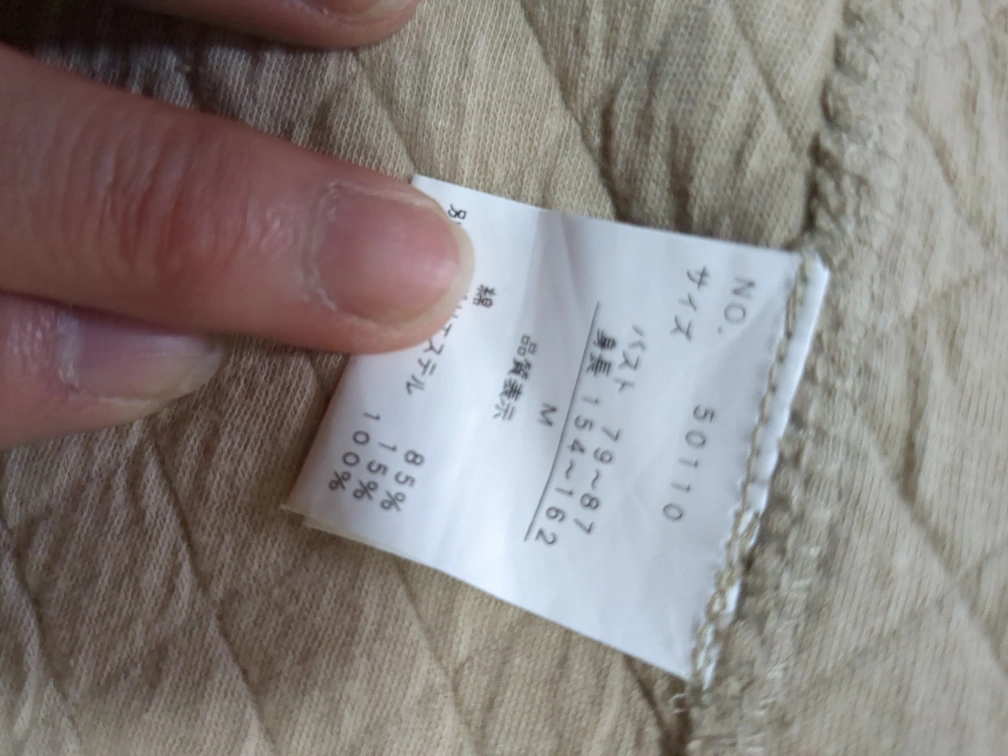 NO. 50110
サイズ
バスト 79~87
身長 154~162
M
品質表示
綿 85%
ポリエステル 15%
別 100%